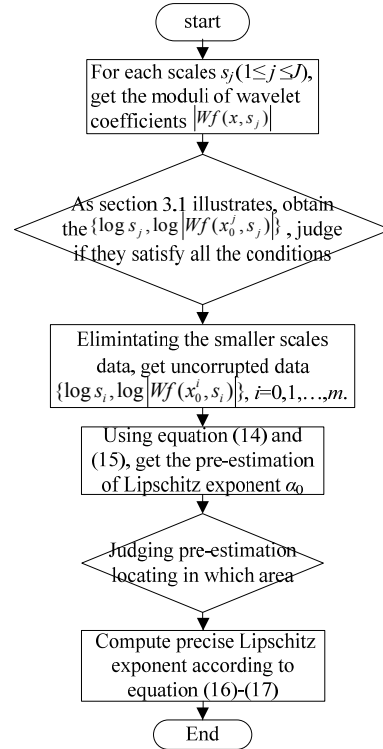 start
For each scales s_j(1≤j≤J),
get the moduli of wavelet
coefficients |Wf(x,s_j)|
As section 3.1 illustrates, obtain
the {log s_j, log|Wf(x_0^j,s_j)|} , judge
if they satisfy all the conditions
Elimintating the smaller scales
data, get uncorrupted data
{log s_i, log|Wf(x_0^i,s_i)|}, i=0,1,…,m.
Using equation (14) and
(15), get the pre-estimation
of Lipschitz exponent α_0
Judging pre-estimation
locating in which area
Compute precise Lipschitz
exponent according to
equation (16)-(17)
End